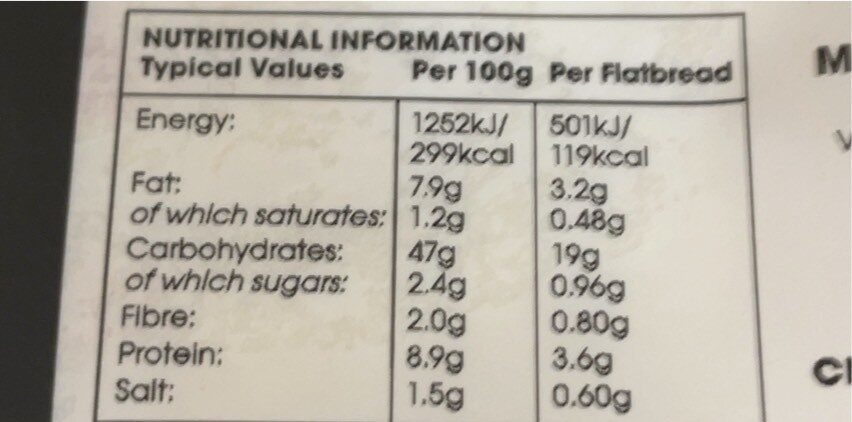 NUTRITIONAL INFORMATION
Typical Values Per 100g Per Flatbread
Energy: 1252kJ/ 501kJ/
299kcal 119kcal
Fat: 7.9g 3.2g
of which saturates: 1.2g 0.48g
Carbohydrates: 47g 19g
of which sugars: 2.4g 0.96g
Fibre: 2.0g 0.80g
Protein: 8.9g 3.6g
Salt: 1.5g 0.60g